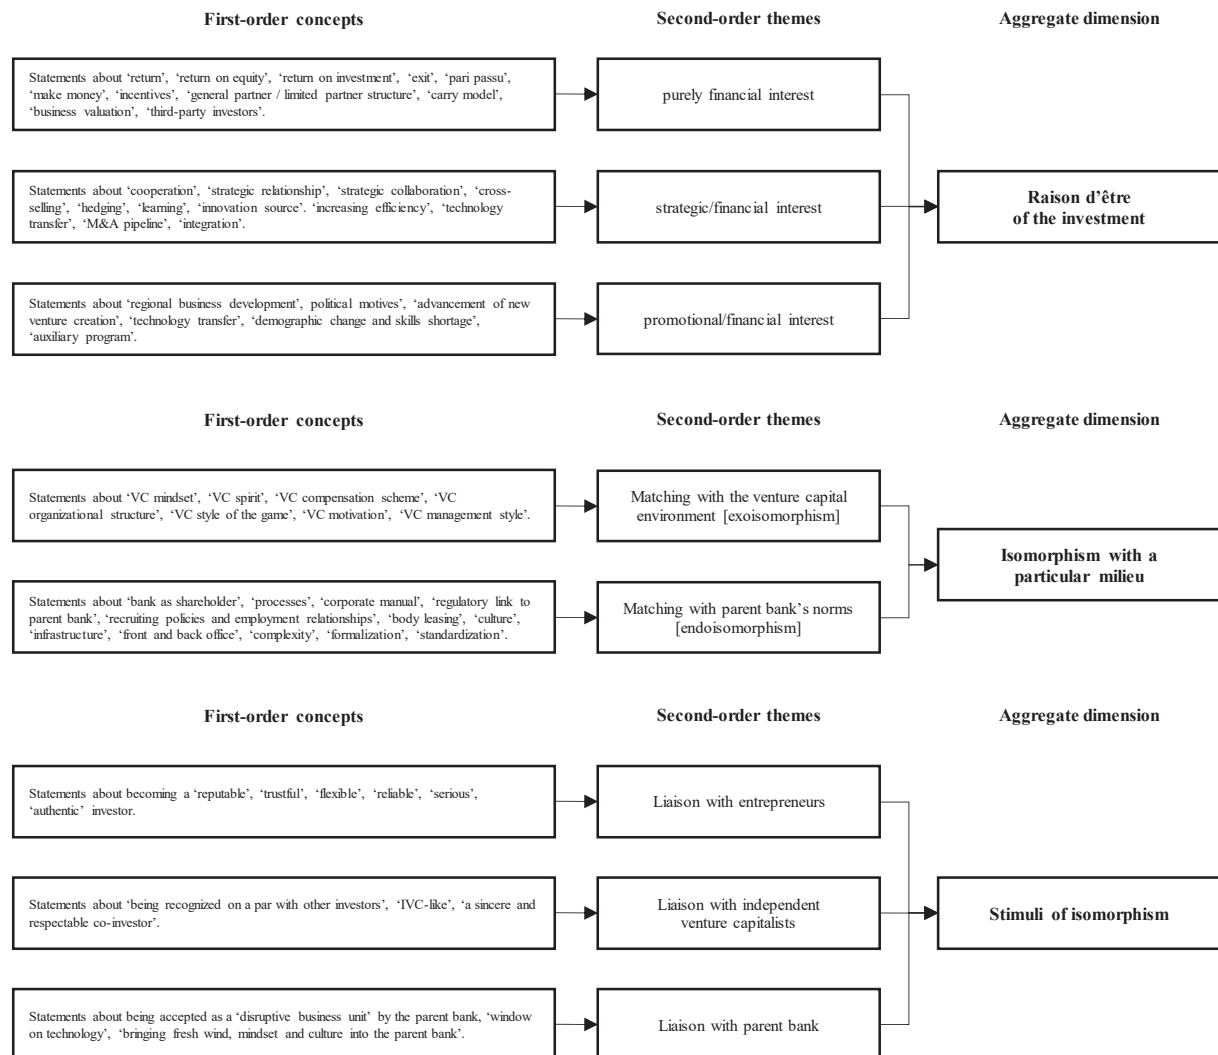 First-order concepts
Second-order themes
Aggregate dimension
Statements about ‘return’, ‘return on equity’, ‘return on investment’, ‘exit’, ‘pari passu’,
‘make money’, ‘incentives’, ‘general partner / limited partner structure’, ‘carry model’,
‘business valuation’, ‘third-party investors’.
purely financial interest
Statements about ‘cooperation’, ‘strategic relationship’, ‘strategic collaboration’, ‘cross-
selling’, ‘hedging’, ‘learning’, ‘innovation source’. ‘increasing efficiency’, ‘technology
transfer’, ‘M&A pipeline’, ‘integration’.
strategic/financial interest
Raison d’être
of the investment
Statements about ‘regional business development’, political motives’, ‘advancement of new
venture creation’, ‘technology transfer’, ‘demographic change and skills shortage’,
‘auxiliary program’.
promotional/financial interest
First-order concepts
Second-order themes
Aggregate dimension
Statements about ‘VC mindset’, ‘VC spirit’, ‘VC compensation scheme’, ‘VC
organizational structure’, ‘VC style of the game’, ‘VC motivation’, ‘VC management style’.
Matching with the venture capital
environment [exoisomorphism]
Isomorphism with a
particular milieu
Statements about ‘bank as shareholder’, ‘processes’, ‘corporate manual’, ‘regulatory link to
parent bank’, ‘recruiting policies and employment relationships’, ‘body leasing’, ‘culture’,
‘infrastructure’, ‘front and back office’, ‘complexity’, ‘formalization’, ‘standardization’.
Matching with parent bank’s norms
[endoisomorphism]
First-order concepts
Second-order themes
Aggregate dimension
Statements about becoming a ‘reputable’, ‘trustful’, ‘flexible’, ‘reliable’, ‘serious’,
‘authentic’ investor.
Liaison with entrepreneurs
Statements about ‘being recognized on a par with other investors’, ‘IVC-like’, ‘a sincere and
respectable co-investor’.
Liaison with independent
venture capitalists
Stimuli of isomorphism
Statements about being accepted as a ‘disruptive business unit’ by the parent bank, ‘window
on technology’, ‘bringing fresh wind, mindset and culture into the parent bank’.
Liaison with parent bank